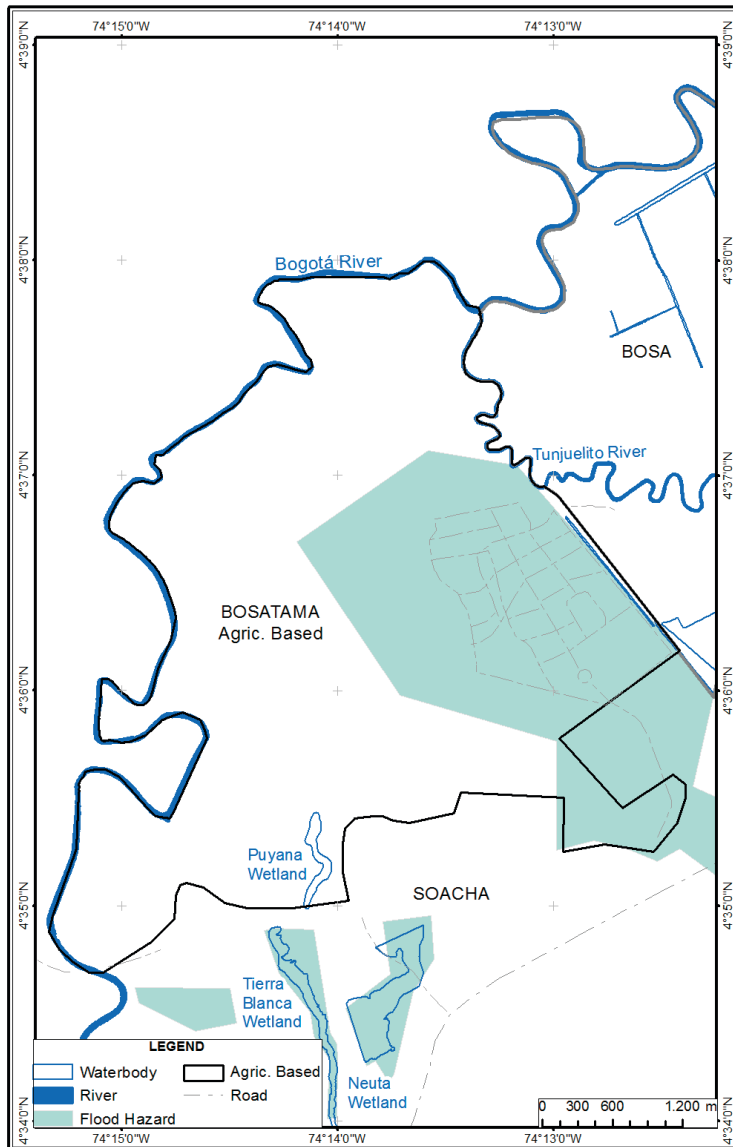 74°15'0"W 74°14'0"W 74°13'0"W
4°39'0"N 4°39'0"N
Bogotá River
4°38'0"N 4°38'0"N
BOSA
Tunjuelito River
4°37'0"N 4°37'0"N
BOSATAMA
Agric. Based
4°36'0"N 4°36'0"N
Puyana
Wetland
SOACHA
4°35'0"N 4°35'0"N
Tierra
Blanca
Wetland
Neuta
Wetland
LEGEND
Waterbody
River
Flood Hazard
Agric. Based
Road
0 300 600 1.200 m
4°34'0"N 4°34'0"N
74°15'0"W 74°14'0"W 74°13'0"W